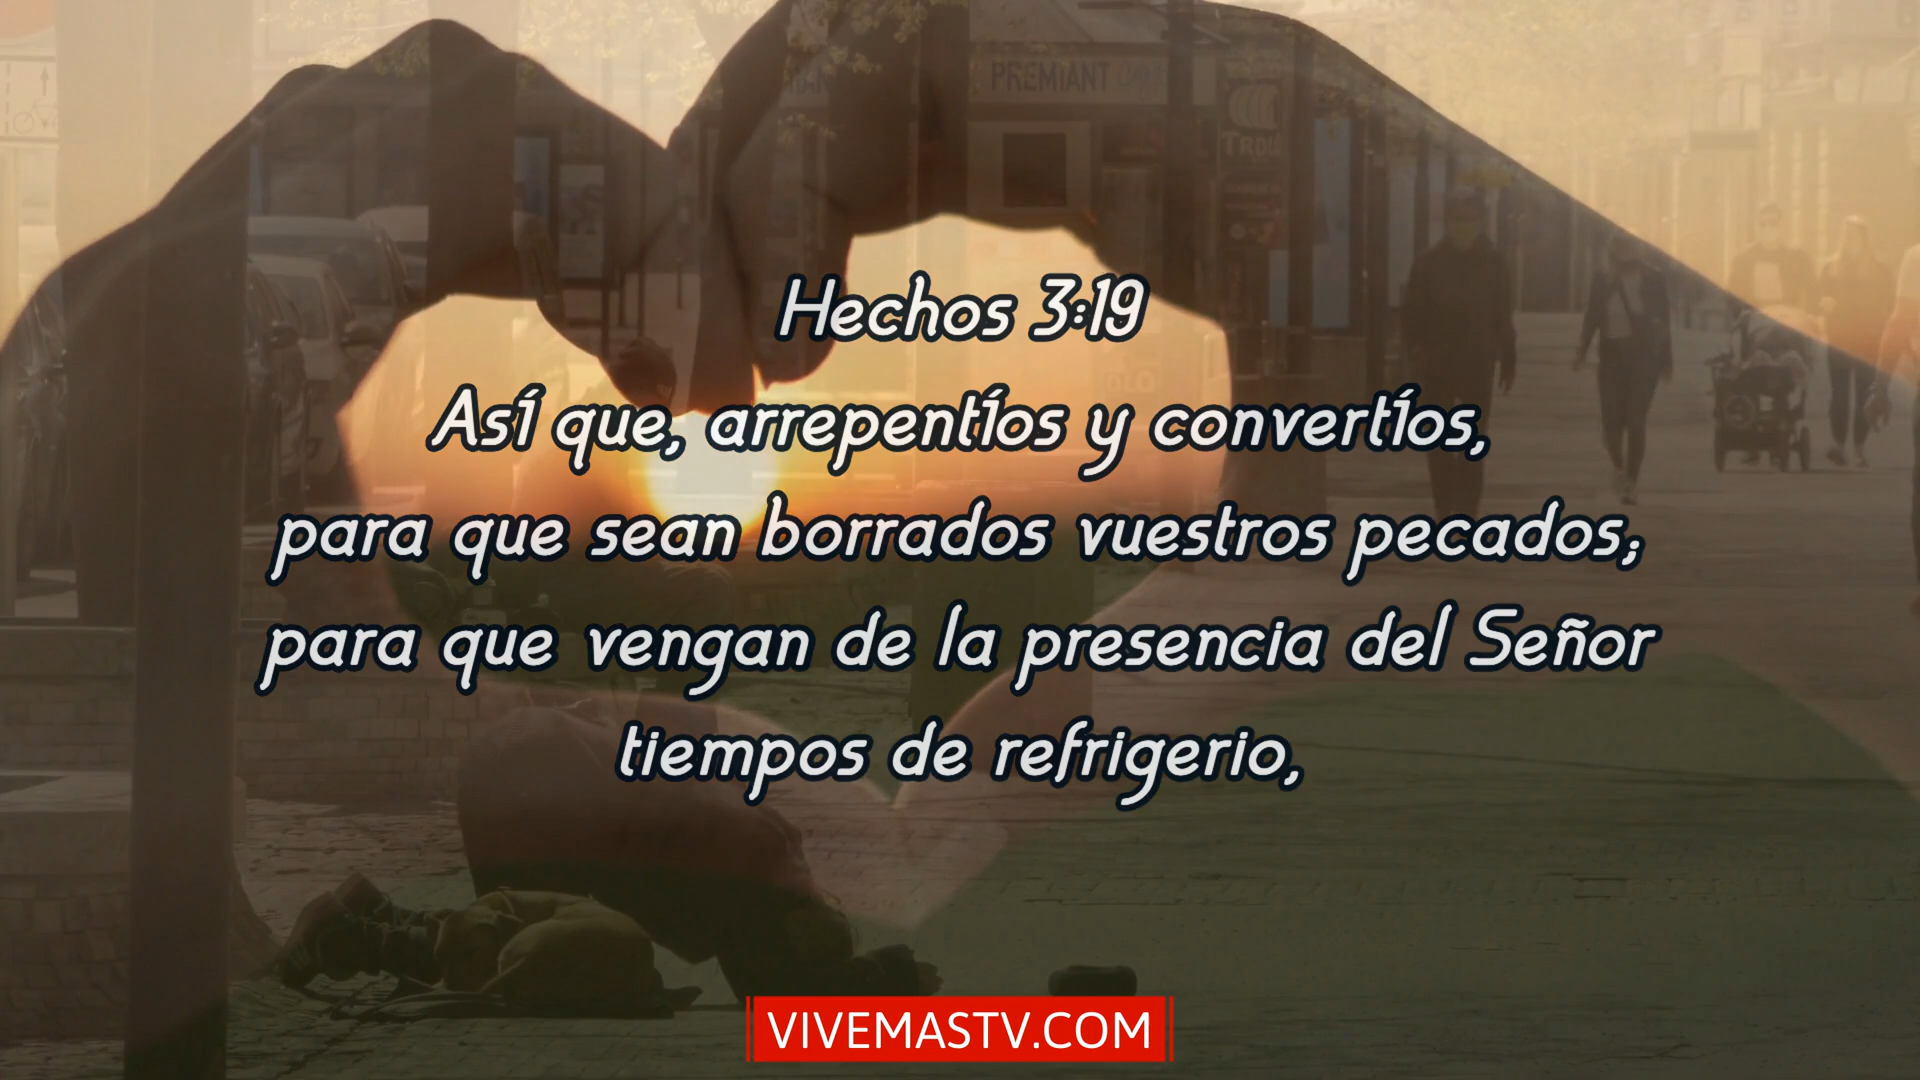 PREMIANT
Hechos 3:19
Así que, arrepentíos y convertíos,
para que sean borrados vuestros pecados;
para que vengan de la presencia del Señor
tiempos de refrigerio,
VIVEMASTV.COM